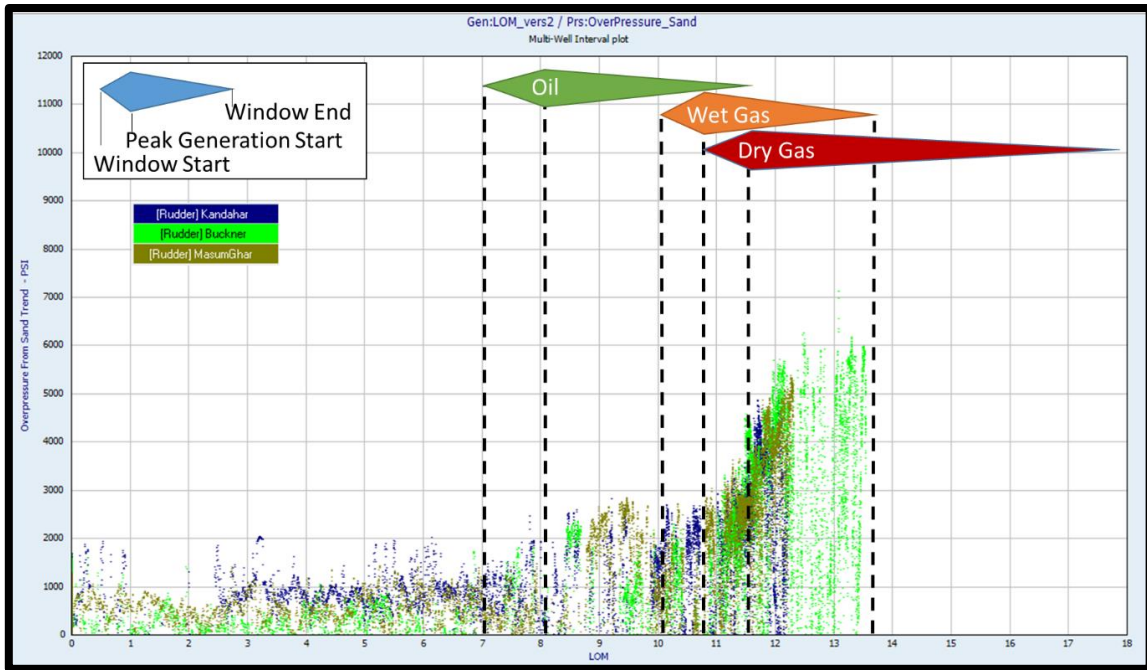 Gen:LOM_vers2 / Prs:OverPressure_Sand
Multi-Well Interval plot
12000
11000
10000
9000
8000
7000
6000
5000
4000
3000
2000
1000
0
Overpressure From Sand Trend - PSI
Window End
Peak Generation Start
Window Start
Oil
Wet Gas
Dry Gas
[Rudder] Kandahar
[Rudder] Buckner
[Rudder] MasumGhar
0 1 2 3 4 5 6 7 8 9 10 11 12 13 14 15 16 17 18
LOM